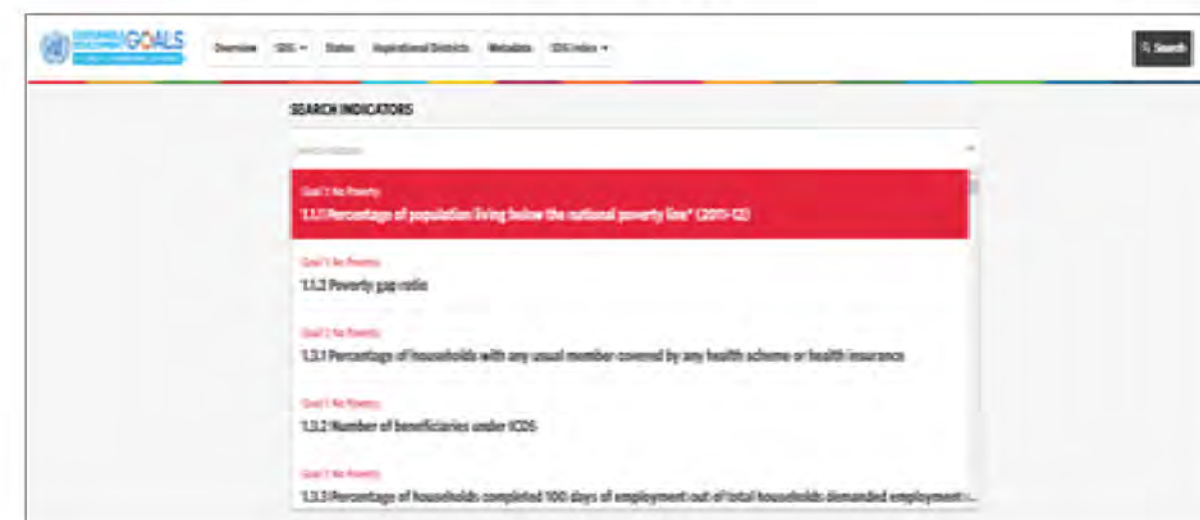 GOALS
Overview SDG States Aspirational Districts Metadata SDG Index
Search
SEARCH INDICATORS
Goal 1: No Poverty
1.1.1 Percentage of population living below the national poverty line* (2011-12)
Goal 1: No Poverty
1.1.2 Poverty gap ratio
Goal 1: No Poverty
1.3.1 Percentage of households with any usual member covered by any health scheme or health insurance
Goal 1: No Poverty
1.3.2 Number of beneficiaries under ICDS
Goal 1: No Poverty
1.3.3 Percentage of households completed 100 days of employment out of total households demanded employment